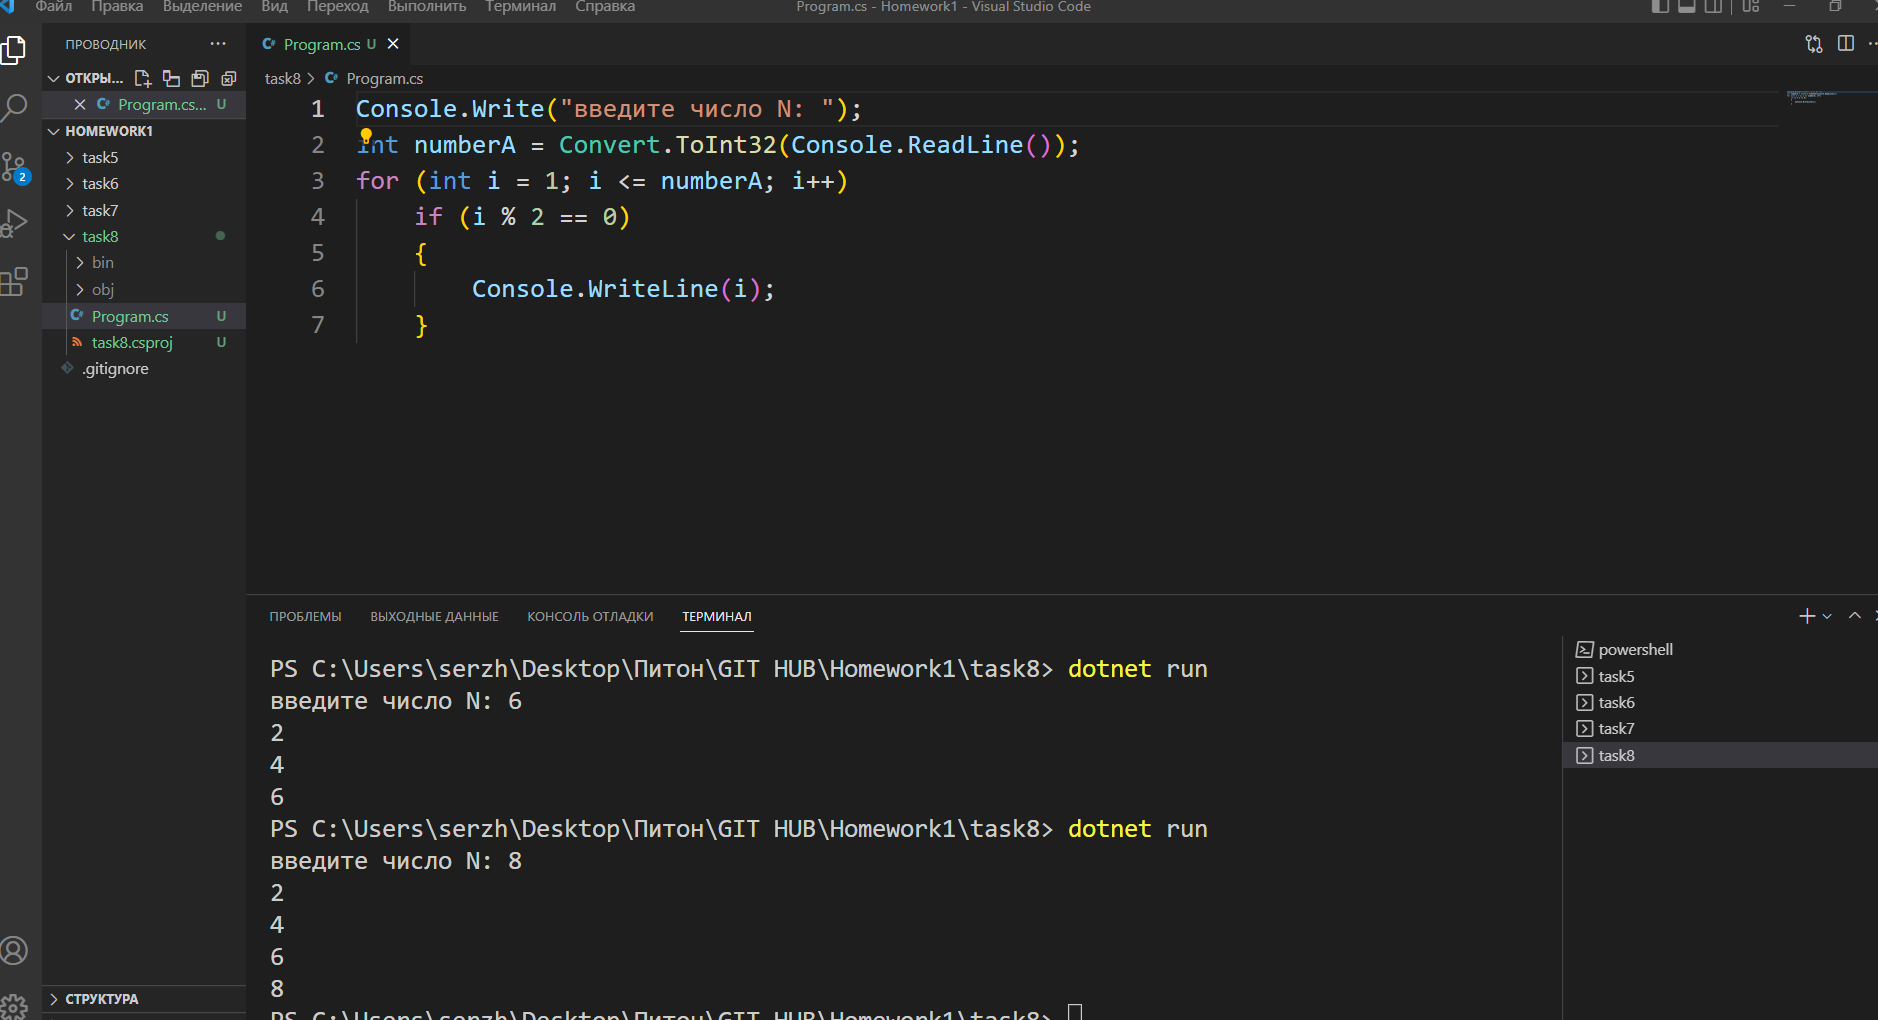 Файл Правка Выделение Вид Переход Выполнить Терминал Справка Program.cs - Homework1 - Visual Studio Code
ПРОВОДНИК ...
ОТКРЫ...
Program.cs... U
HOMEWORK1
task5
task6
task7
task8
bin
obj
Program.cs U
task8.csproj U
.gitignore
СТРУКТУРА
2
Program.cs U
task8 > Program.cs
1 Console.Write("введите число N: ");
2 int numberA = Convert.ToInt32(Console.ReadLine());
3 for (int i = 1; i <= numberA; i++)
4 if (i % 2 == 0)
5 {
6 Console.WriteLine(i);
7 }
ПРОБЛЕМЫ ВЫХОДНЫЕ ДАННЫЕ КОНСОЛЬ ОТЛАДКИ ТЕРМИНАЛ
PS C:\Users\serzh\Desktop\Питон\GIT HUB\Homework1\task8> dotnet run
введите число N: 6
2
4
6
PS C:\Users\serzh\Desktop\Питон\GIT HUB\Homework1\task8> dotnet run
введите число N: 8
2
4
6
8
PS C:\Users\serzh\Desktop\Питон\GIT HUB\Homework1\task8>
powershell
task5
task6
task7
task8